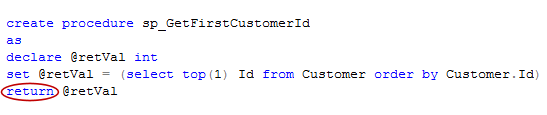 create procedure sp_GetFirstCustomerId
as
declare @retVal int
set @retVal = (select top(1) Id from Customer order by Customer.Id)
return @retVal